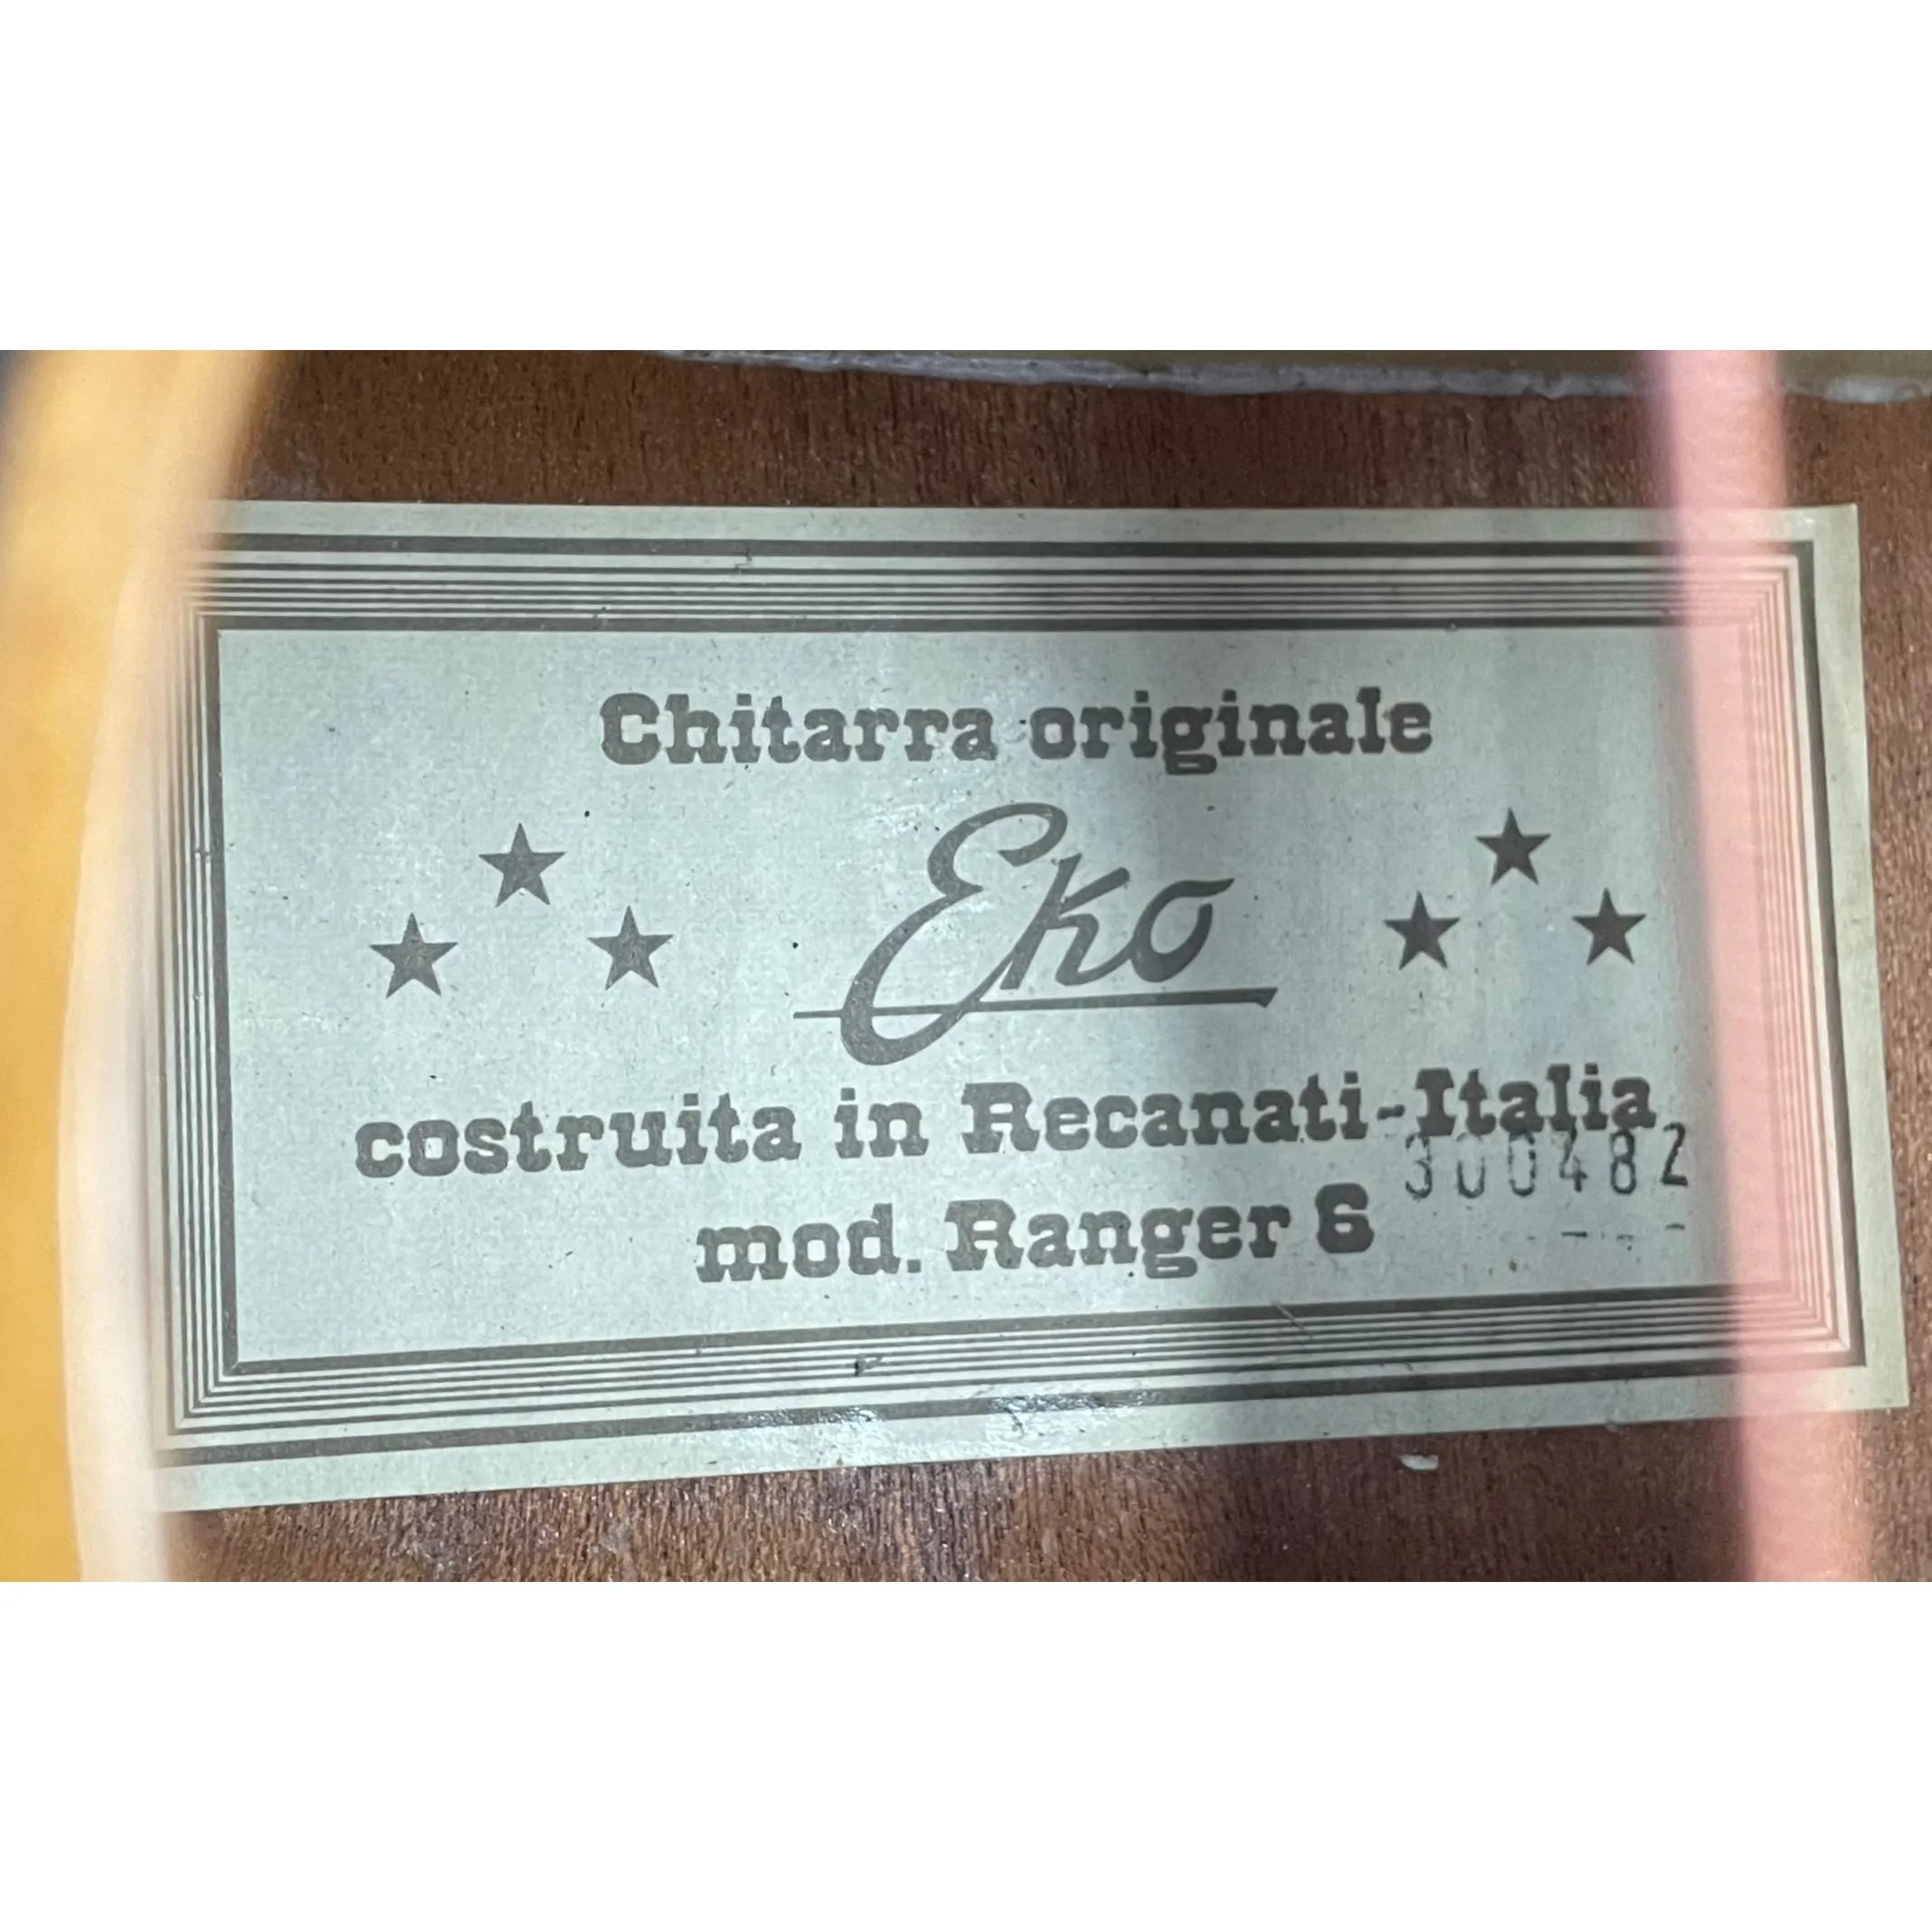 Chitarra originale
Eko
costruita in Recanati-Italia
300482
mod. Ranger 6